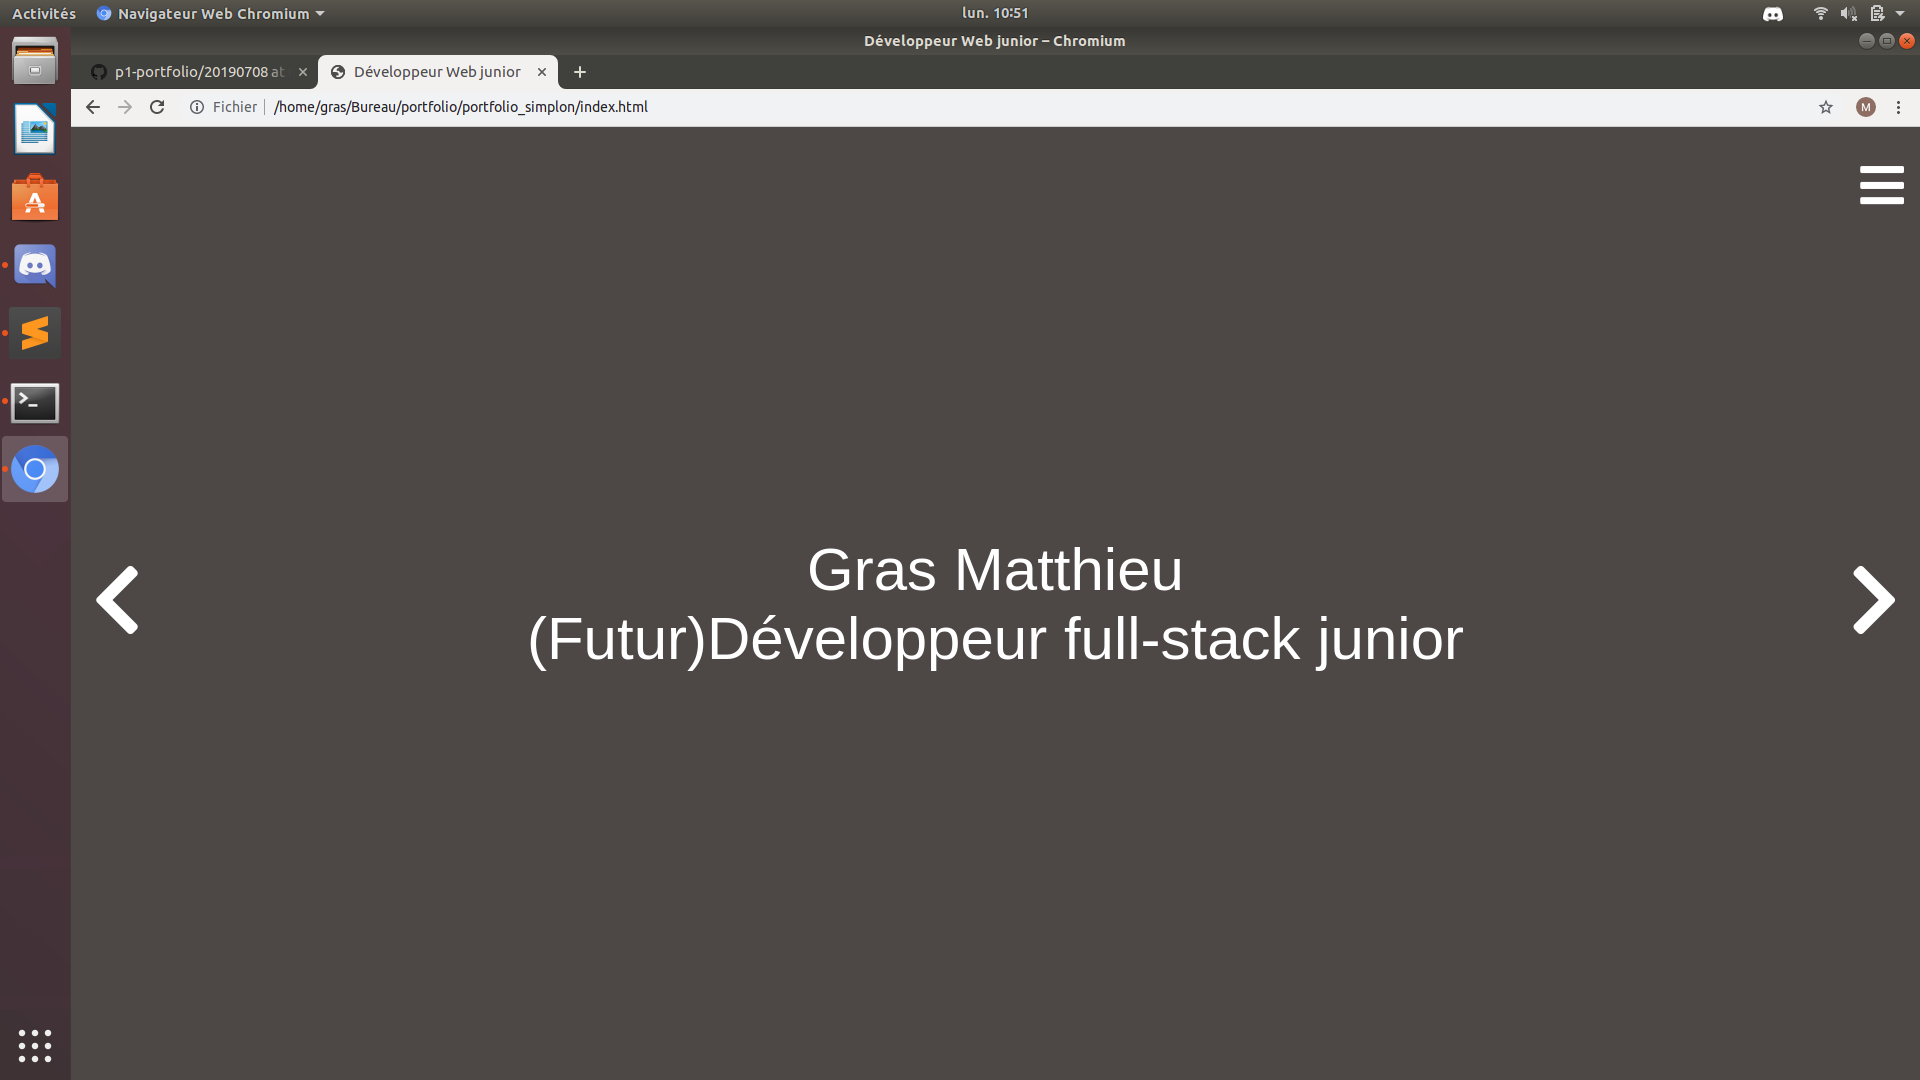 Activités
Navigateur Web Chromium
lun. 10:51
Développeur Web junior – Chromium
p1-portfolio/20190708 at
Développeur Web junior
Fichier
/home/gras/Bureau/portfolio/portfolio_simplon/index.html
M
Gras Matthieu
(Futur)Développeur full-stack junior